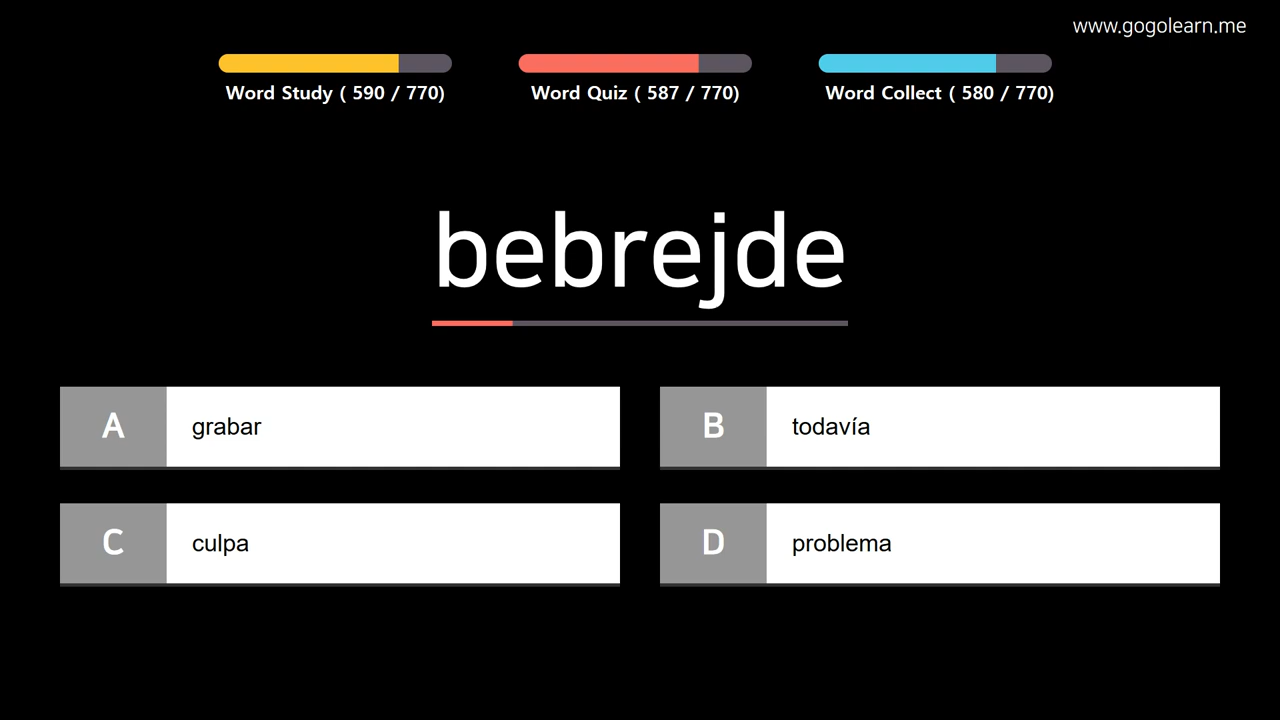 www.gogolearn.me
Word Study ( 590 / 770)
Word Quiz ( 587 / 770)
Word Collect ( 580 / 770)
bebrejde
A
grabar
B
todavía
C
culpa
D
problema